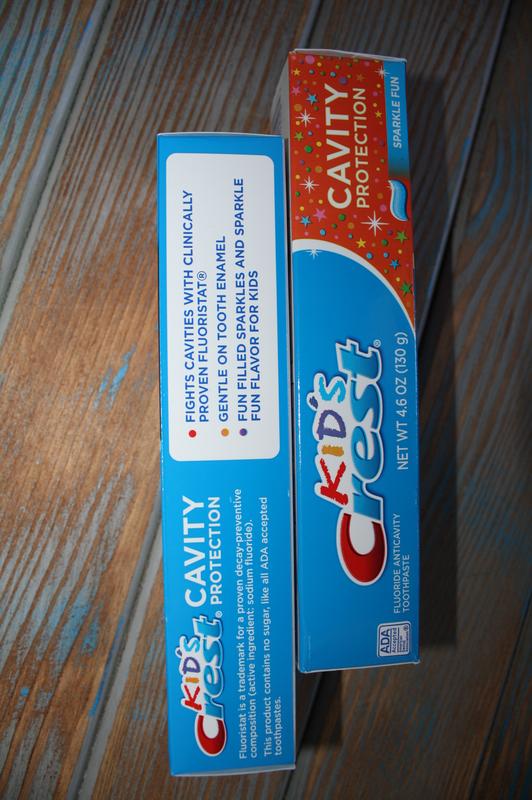 FIGHTS CAVITIES WITH CLINICALLY
PROVEN FLUORISTAT®
GENTLE ON TOOTH ENAMEL
FUN FILLED SPARKLES AND SPARKLE
FUN FLAVOR FOR KIDS
KID'S
Crest®
CAVITY
PROTECTION
Fluoristat is a trademark for a proven decay-preventive
composition (active ingredient: sodium fluoride).
This product contains no sugar, like all ADA accepted
toothpastes.
CAVITY
PROTECTION
SPARKLE FUN
KID'S
Crest®
NET WT 4.6 OZ (130 g)
FLUORIDE ANTICAVITY
TOOTHPASTE
ADA
Accepted